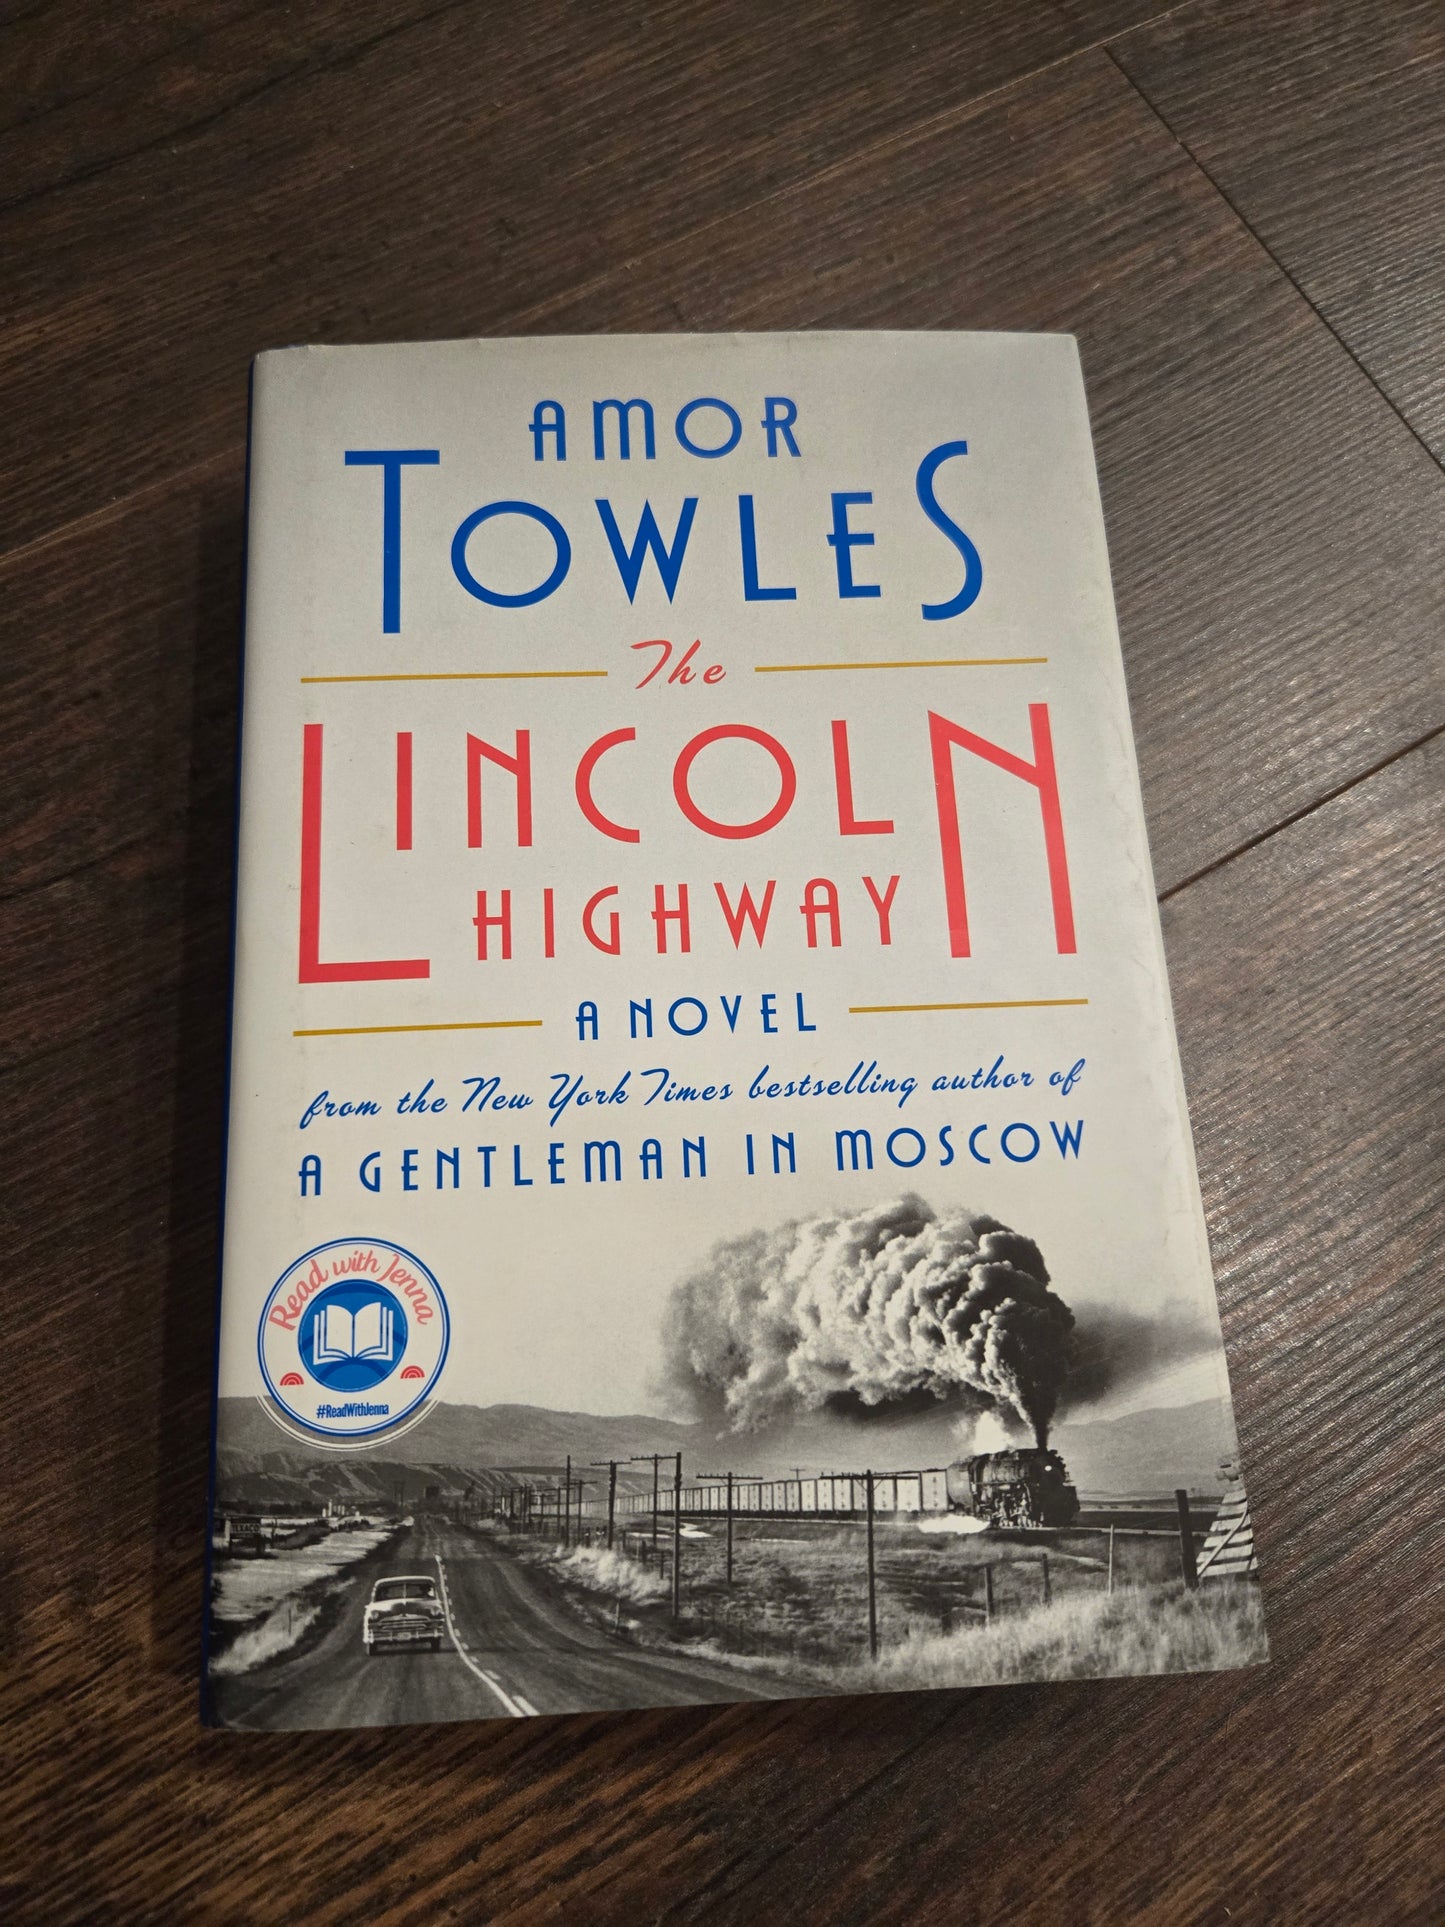 AMOR
TOWLES
The
LINCOLN
HIGHWAY
A NOVEL
from the New York Times bestselling author of
A GENTLEMAN IN MOSCOW
Read with Jenna
#ReadWithJenna
TEXACO